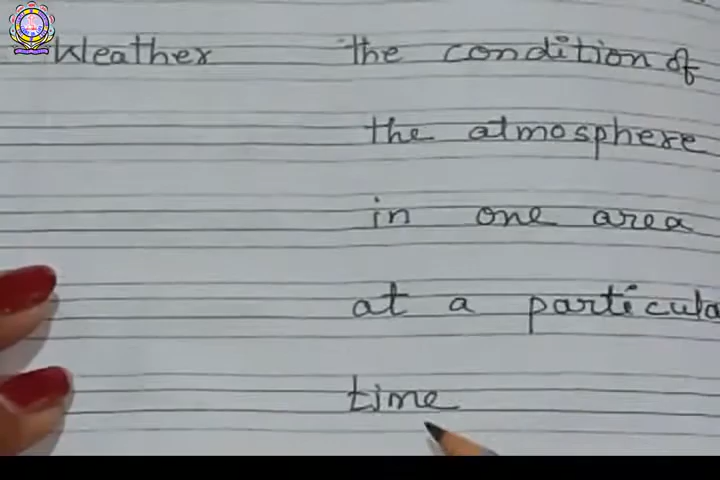 Weather the condition of
the atmosphere
in one area
at a particula
time